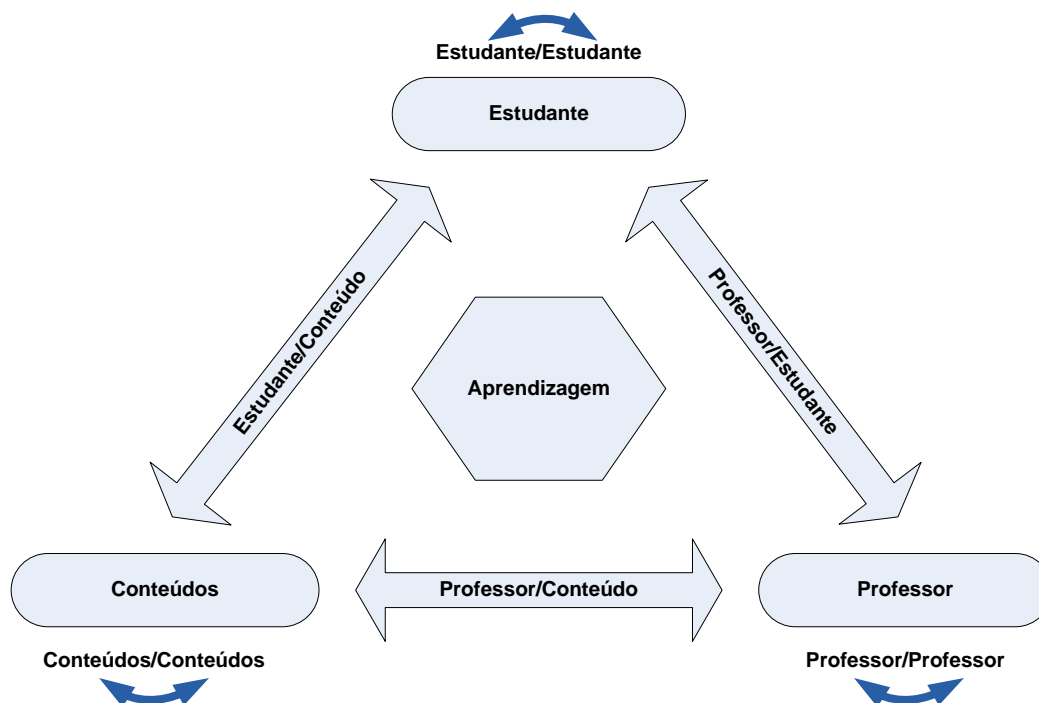 Estudante/Estudante
Estudante
Estudante/Conteúdo
Professor/Estudante
Aprendizagem
Conteúdos
Professor/Conteúdo
Professor
Conteúdos/Conteúdos
Professor/Professor